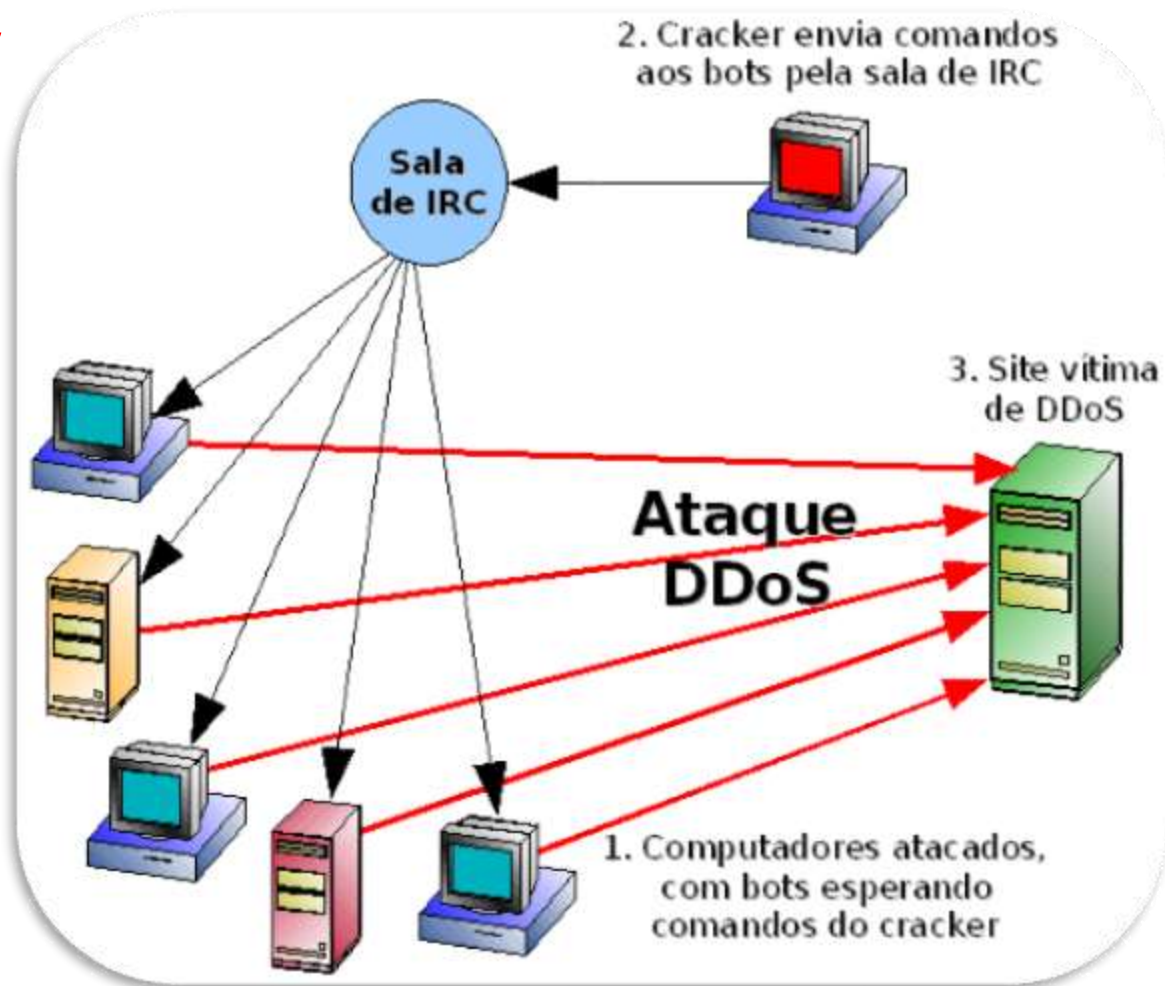 2. Cracker envia comandos
aos bots pela sala de IRC
Sala
de IRC
3. Site vítima
de DDoS
Ataque
DDoS
1. Computadores atacados,
com bots esperando
comandos do cracker